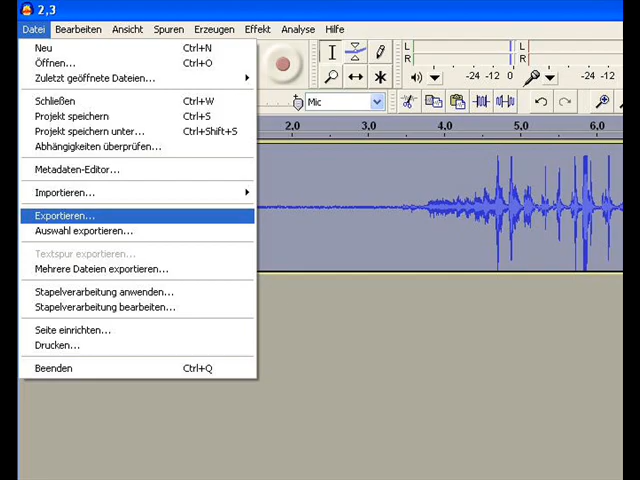 2,3
Datei Bearbeiten Ansicht Spuren Erzeugen Effekt Analyse Hilfe
Neu Ctrl+N
Öffnen... Ctrl+O
Zuletzt geöffnete Dateien...
Schließen Ctrl+W
Projekt speichern Ctrl+S
Projekt speichern unter... Ctrl+Shift+S
Abhängigkeiten überprüfen...
Metadaten-Editor...
Importieren...
Exportieren...
Auswahl exportieren...
Textspur exportieren...
Mehrere Dateien exportieren...
Stapelverarbeitung anwenden...
Stapelverarbeitung bearbeiten...
Seite einrichten...
Drucken...
Beenden Ctrl+Q
L
R
L
R
-24 -12 0
-24 -12
Mic
2,0 3,0 4,0 5,0 6,0